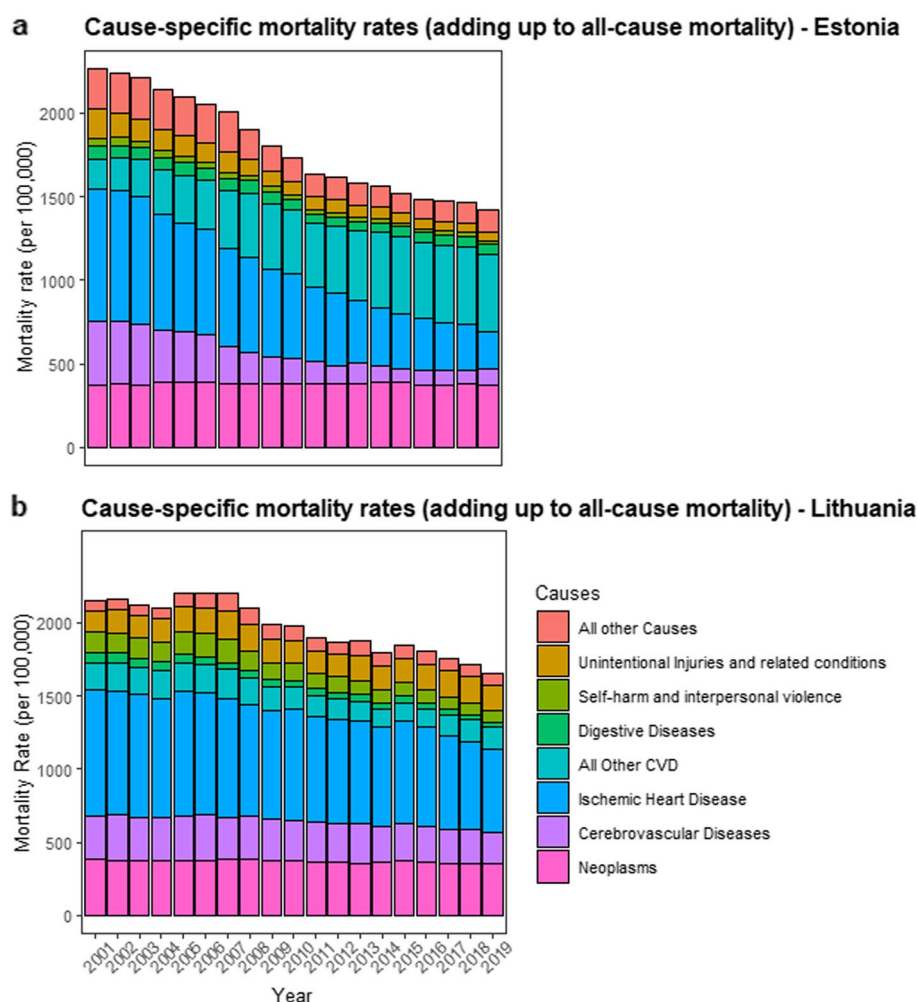 a Cause-specific mortality rates (adding up to all-cause mortality) - Estonia
Mortality rate (per 100,000)
2000
1500
1000
500
0
b Cause-specific mortality rates (adding up to all-cause mortality) - Lithuania
Mortality Rate (per 100,000)
2000
1500
1000
500
0
2001 2002 2003 2004 2005 2006 2007 2008 2009 2010 2011 2012 2013 2014 2015 2016 2017 2018 2019
Year
Causes
All other Causes
Unintentional Injuries and related conditions
Self-harm and interpersonal violence
Digestive Diseases
All Other CVD
Ischemic Heart Disease
Cerebrovascular Diseases
Neoplasms